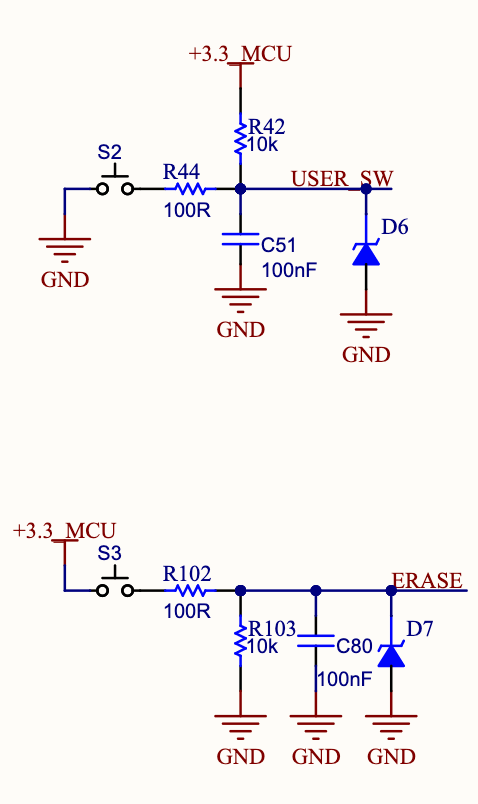 +3.3_MCU
R42
10k
S2
R44
100R
USER_SW
D6
C51
100nF
GND
GND
GND
+3.3_MCU
S3
R102
100R
ERASE
R103
10k
C80
100nF
D7
GND
GND
GND